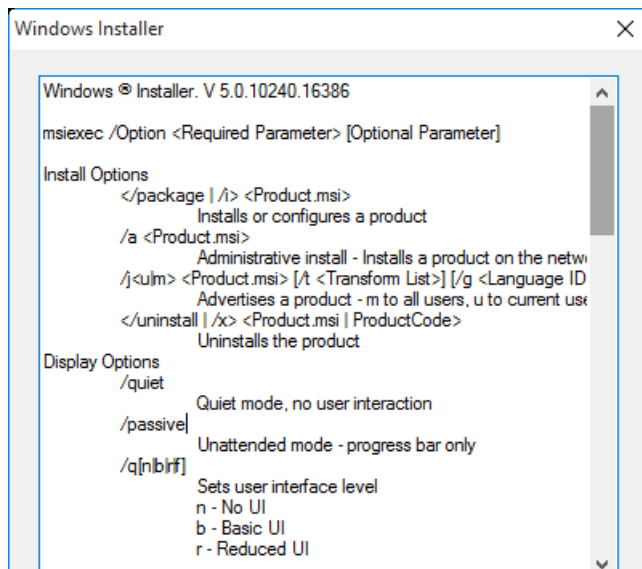 Windows Installer
Windows ® Installer. V 5.0.10240.16386
msiexec /Option <Required Parameter> [Optional Parameter]
Install Options
</package | /i> <Product.msi>
Installs or configures a product
/a <Product.msi>
Administrative install - Installs a product on the netw
/j<u|m> <Product.msi> [/t <Transform List>] [/g <Language ID
Advertises a product - m to all users, u to current use
</uninstall | /x> <Product.msi | ProductCode>
Uninstalls the product
Display Options
/quiet
Quiet mode, no user interaction
/passive
Unattended mode - progress bar only
/q[n|b|r|f]
Sets user interface level
n - No UI
b - Basic UI
r - Reduced UI